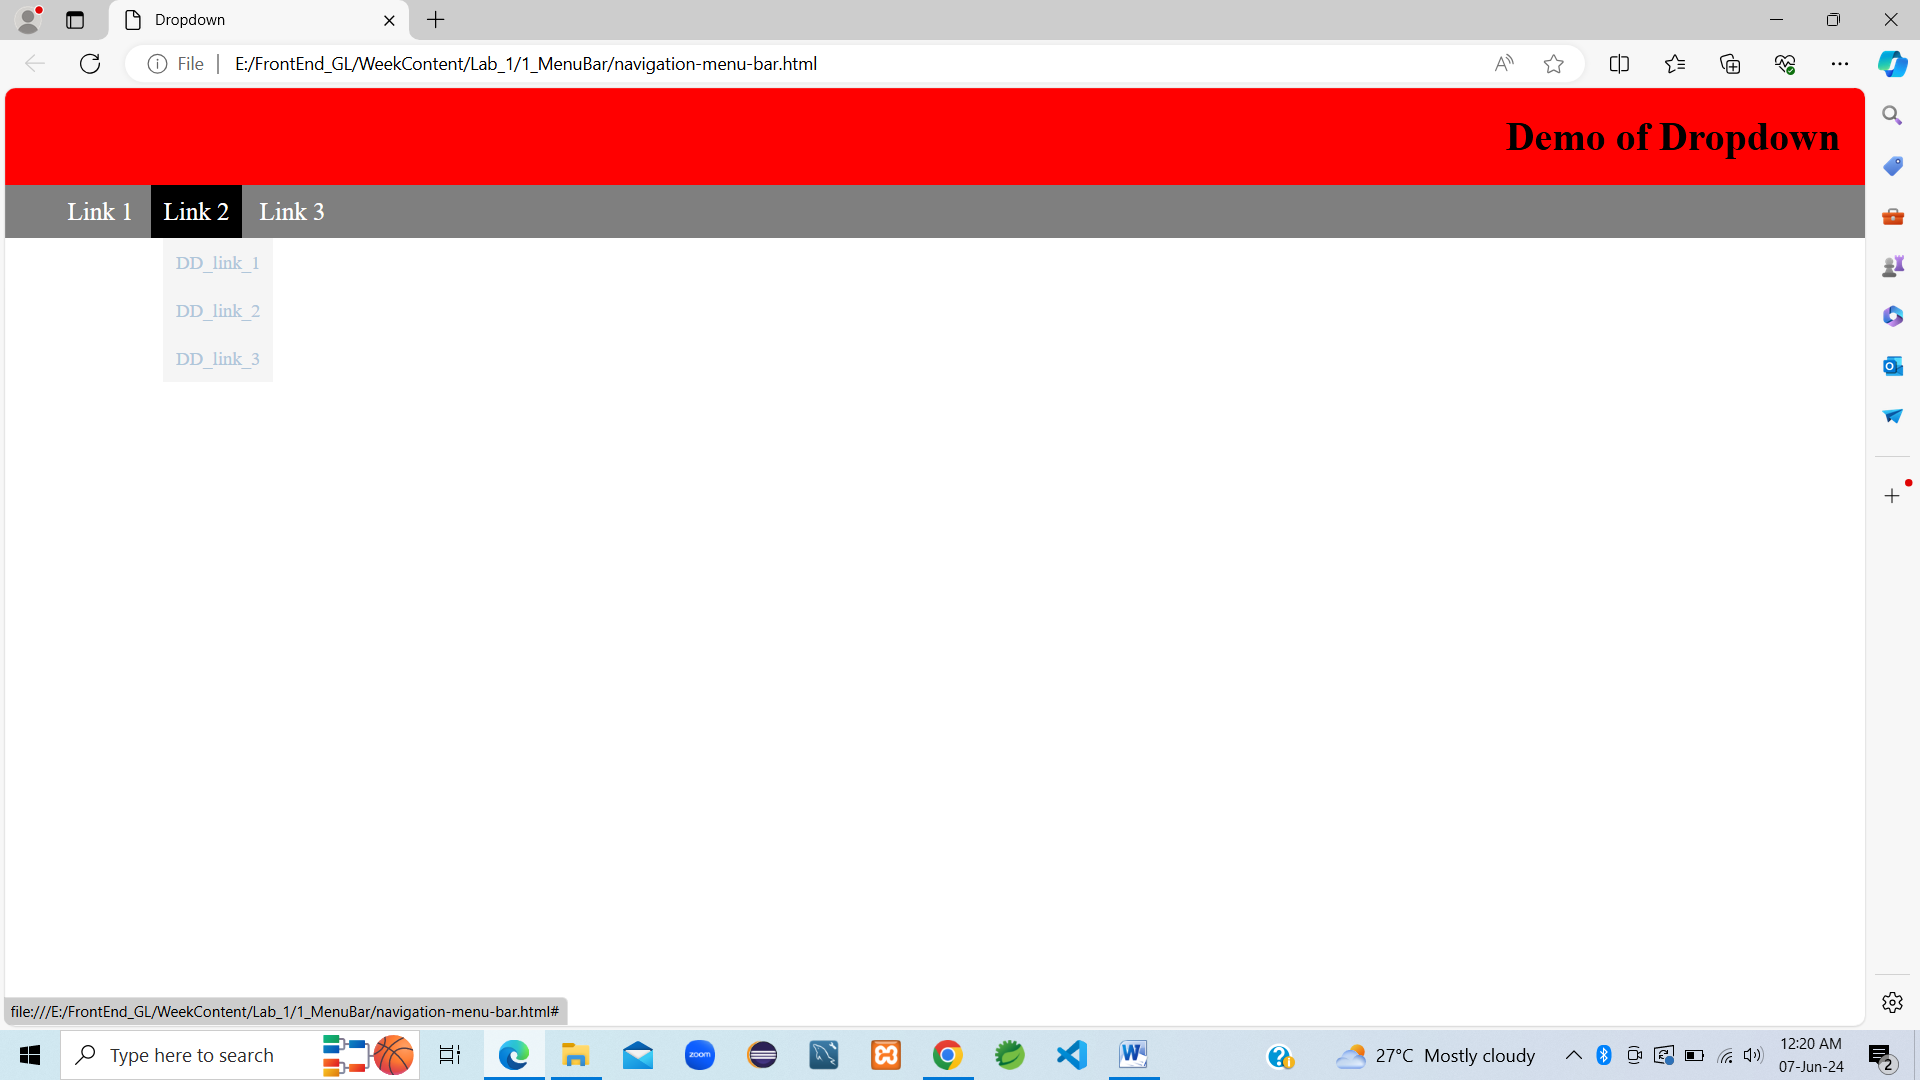 Dropdown
File
E:/FrontEnd_GL/WeekContent/Lab_1/1_MenuBar/navigation-menu-bar.html
Demo of Dropdown
Link 1 Link 2 Link 3
DD_link_1
DD_link_2
DD_link_3
file:///E:/FrontEnd_GL/WeekContent/Lab_1/1_MenuBar/navigation-menu-bar.html#
Type here to search
zoom
27°C Mostly cloudy
12:20 AM
07-Jun-24
2